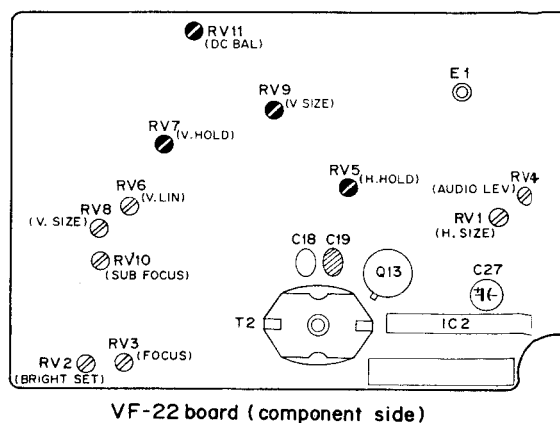 RV11
(DC BAL)
RV9
(V SIZE)
E1
RV7
(V.HOLD)
RV5
(H.HOLD)
RV4
(AUDIO LEV)
RV6
(V.LIN)
RV8
(V. SIZE)
RV1
(H. SIZE)
RV10
(SUB FOCUS)
C18
C19
Q13
C27
T2
IC2
RV3
(FOCUS)
RV2
(BRIGHT SET)
VF-22 board (component side)